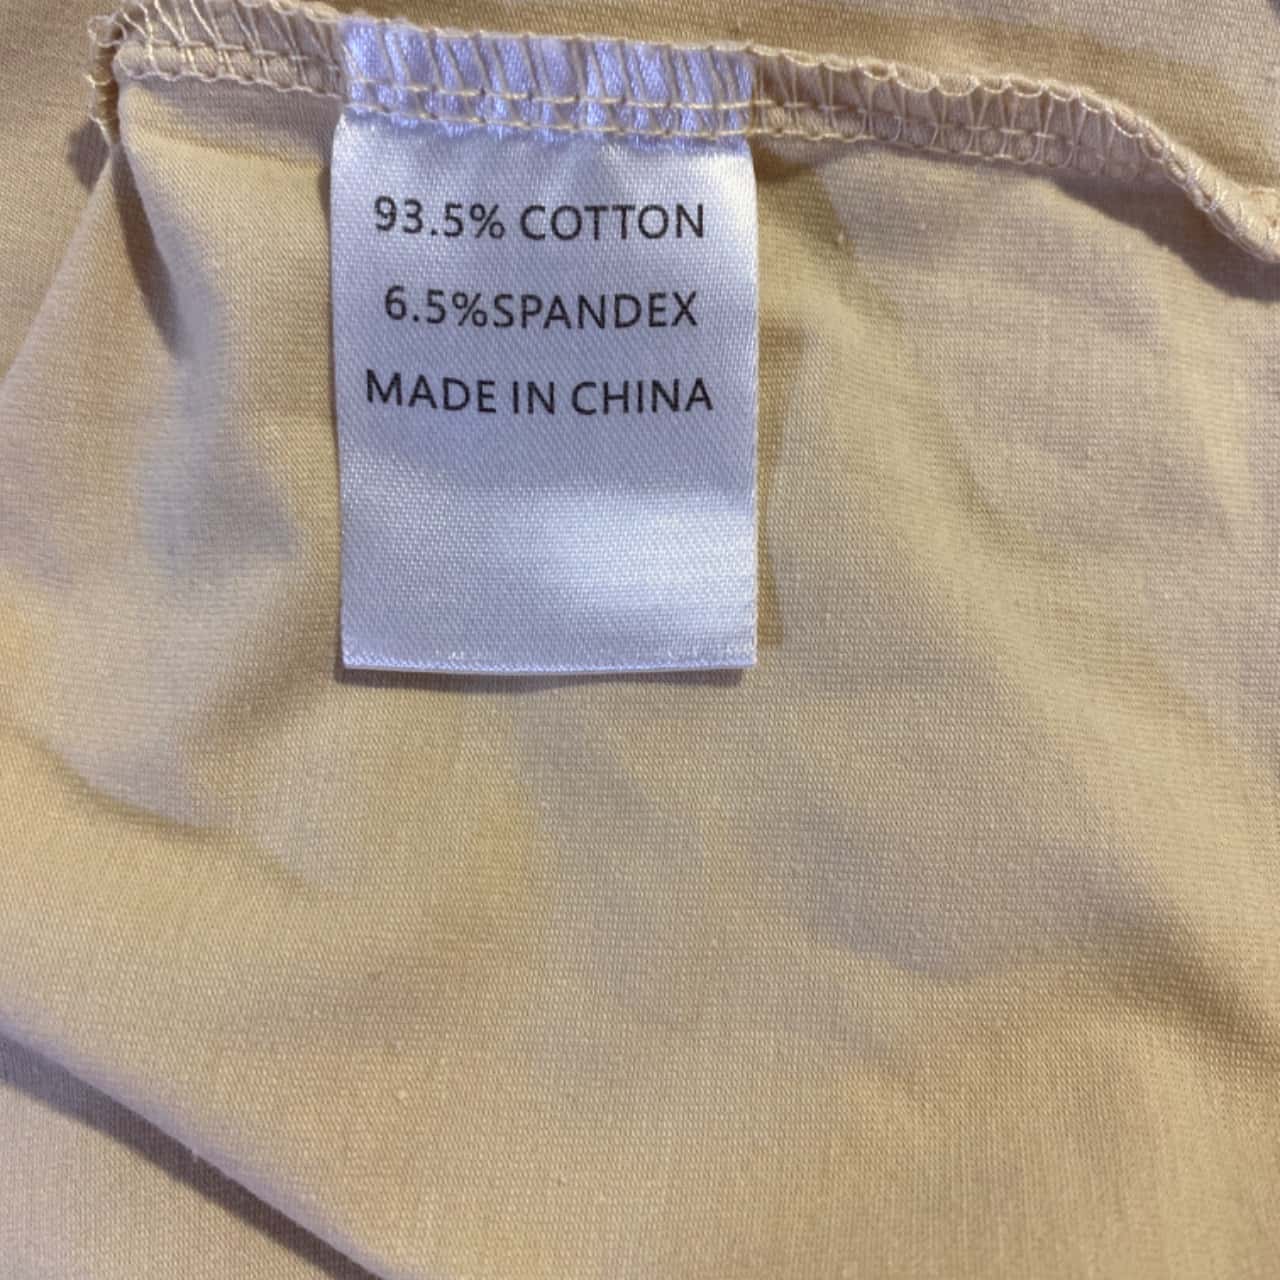 93.5% COTTON
6.5%SPANDEX
MADE IN CHINA